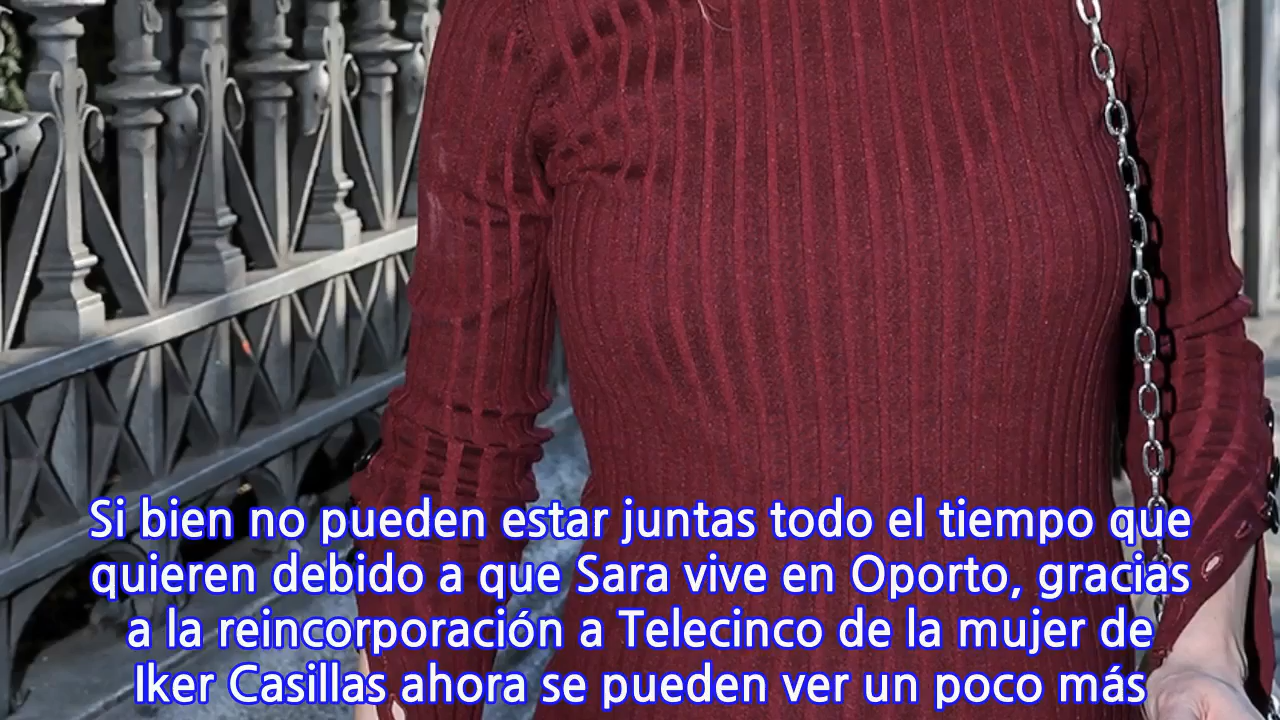 Si bien no pueden estar juntas todo el tiempo que
quieren debido a que Sara vive en Oporto, gracias
a la reincorporación a Telecinco de la mujer de
Iker Casillas ahora se pueden ver un poco más